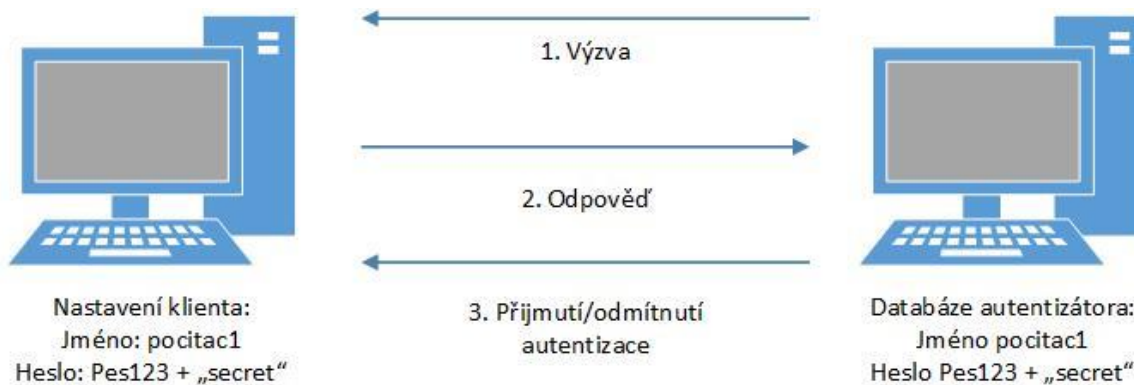 1. Výzva
2. Odpověď
3. Přijmutí/odmítnutí
autentizace
Nastavení klienta:
Jméno: pocitac1
Heslo: Pes123 + „secret“
Databáze autentizátora:
Jméno pocitac1
Heslo Pes123 + „secret“